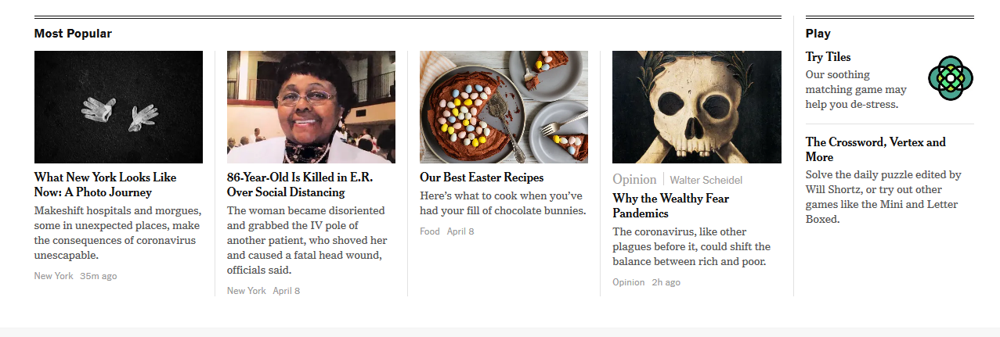 Most Popular
What New York Looks Like
Now: A Photo Journey
Makeshift hospitals and morgues,
some in unexpected places, make
the consequences of coronavirus
unescapable.
New York 35m ago
86-Year-Old Is Killed in E.R.
Over Social Distancing
The woman became disoriented
and grabbed the IV pole of
another patient, who shoved her
and caused a fatal head wound,
officials said.
New York April 8
Our Best Easter Recipes
Here’s what to cook when you’ve
had your fill of chocolate bunnies.
Food April 8
Opinion | Walter Scheidel
Why the Wealthy Fear
Pandemics
The coronavirus, like other
plagues before it, could shift the
balance between rich and poor.
Opinion 2h ago
Play
Try Tiles
Our soothing
matching game may
help you de-stress.
The Crossword, Vertex and
More
Solve the daily puzzle edited by
Will Shortz, or try out other
games like the Mini and Letter
Boxed.